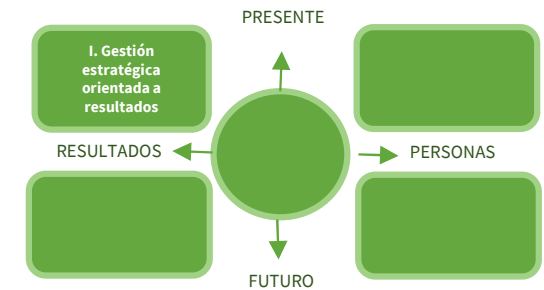 PRESENTE
I. Gestión
estratégica
orientada a
resultados
RESULTADOS
PERSONAS
FUTURO